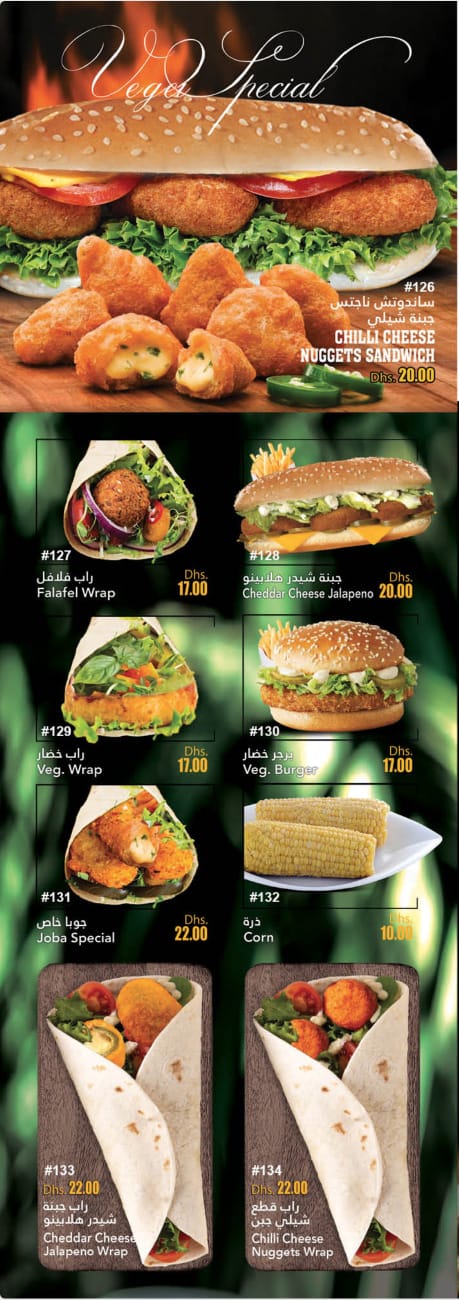 Vege Special
#126
ساندوتش ناجتس
جبنة شيلي
CHILLI CHEESE
NUGGETS SANDWICH
Dhs. 20.00
#127
راب فلافل
Falafel Wrap
Dhs.
17.00
#128
جبنة شيدر هلابينو
Cheddar Cheese Jalapeno
Dhs.
20.00
#129
راب خضار
Veg. Wrap
Dhs.
17.00
#130
برجر خضار
Veg. Burger
Dhs.
17.00
#131
جوبا خاص
Joba Special
Dhs.
22.00
#132
ذرة
Corn
Dhs.
10.00
#133
Dhs. 22.00
راب جبنة
شيدر هلابينو
Cheddar Cheese
Jalapeno Wrap
#134
Dhs. 22.00
راب قطع
شيلي جبن
Chilli Cheese
Nuggets Wrap